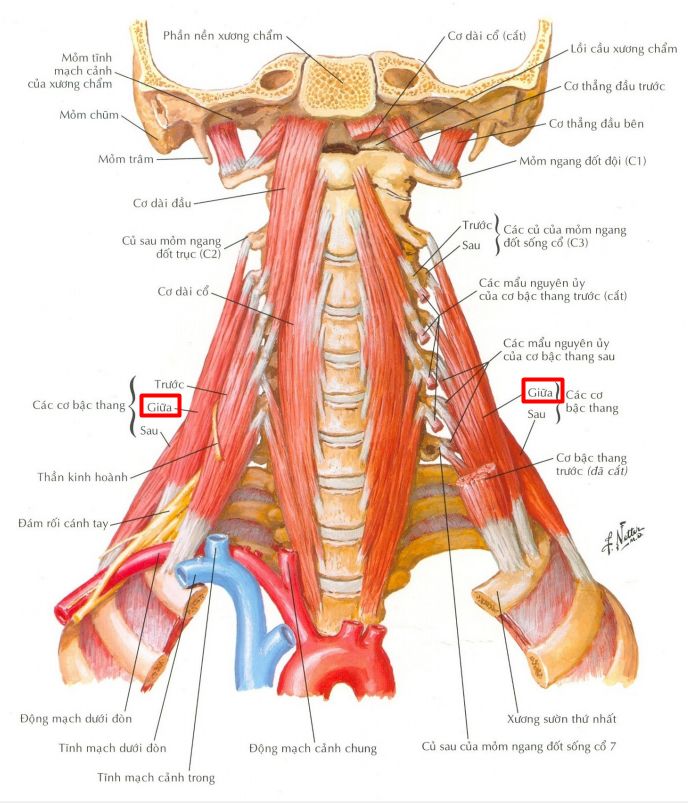 Phần nền xương chẩm
Cơ dài cổ (cắt)
Mỏm tĩnh
mạch cảnh
của xương chẩm
Lồi cầu xương chẩm
Cơ thẳng đầu trước
Mỏm chũm
Cơ thẳng đầu bên
Mỏm trâm
Mỏm ngang đốt đội (C1)
Cơ dài đầu
Trước
Sau
Các củ của mỏm ngang
đốt sống cổ (C3)
Củ sau mỏm ngang
đốt trục (C2)
Cơ dài cổ
Các mẩu nguyên ủy
của cơ bậc thang trước (cắt)
Các mẩu nguyên ủy
của cơ bậc thang sau
Các cơ bậc thang
Trước
Giữa
Sau
Giữa
Sau
Các cơ
bậc thang
Thần kinh hoành
Cơ bậc thang
trước (đã cắt)
Đám rối cánh tay
F. Netter
M.D.
Động mạch dưới đòn
Tĩnh mạch dưới đòn
Tĩnh mạch cảnh trong
Động mạch cảnh chung
Củ sau của mỏm ngang đốt sống cổ 7
Xương sườn thứ nhất